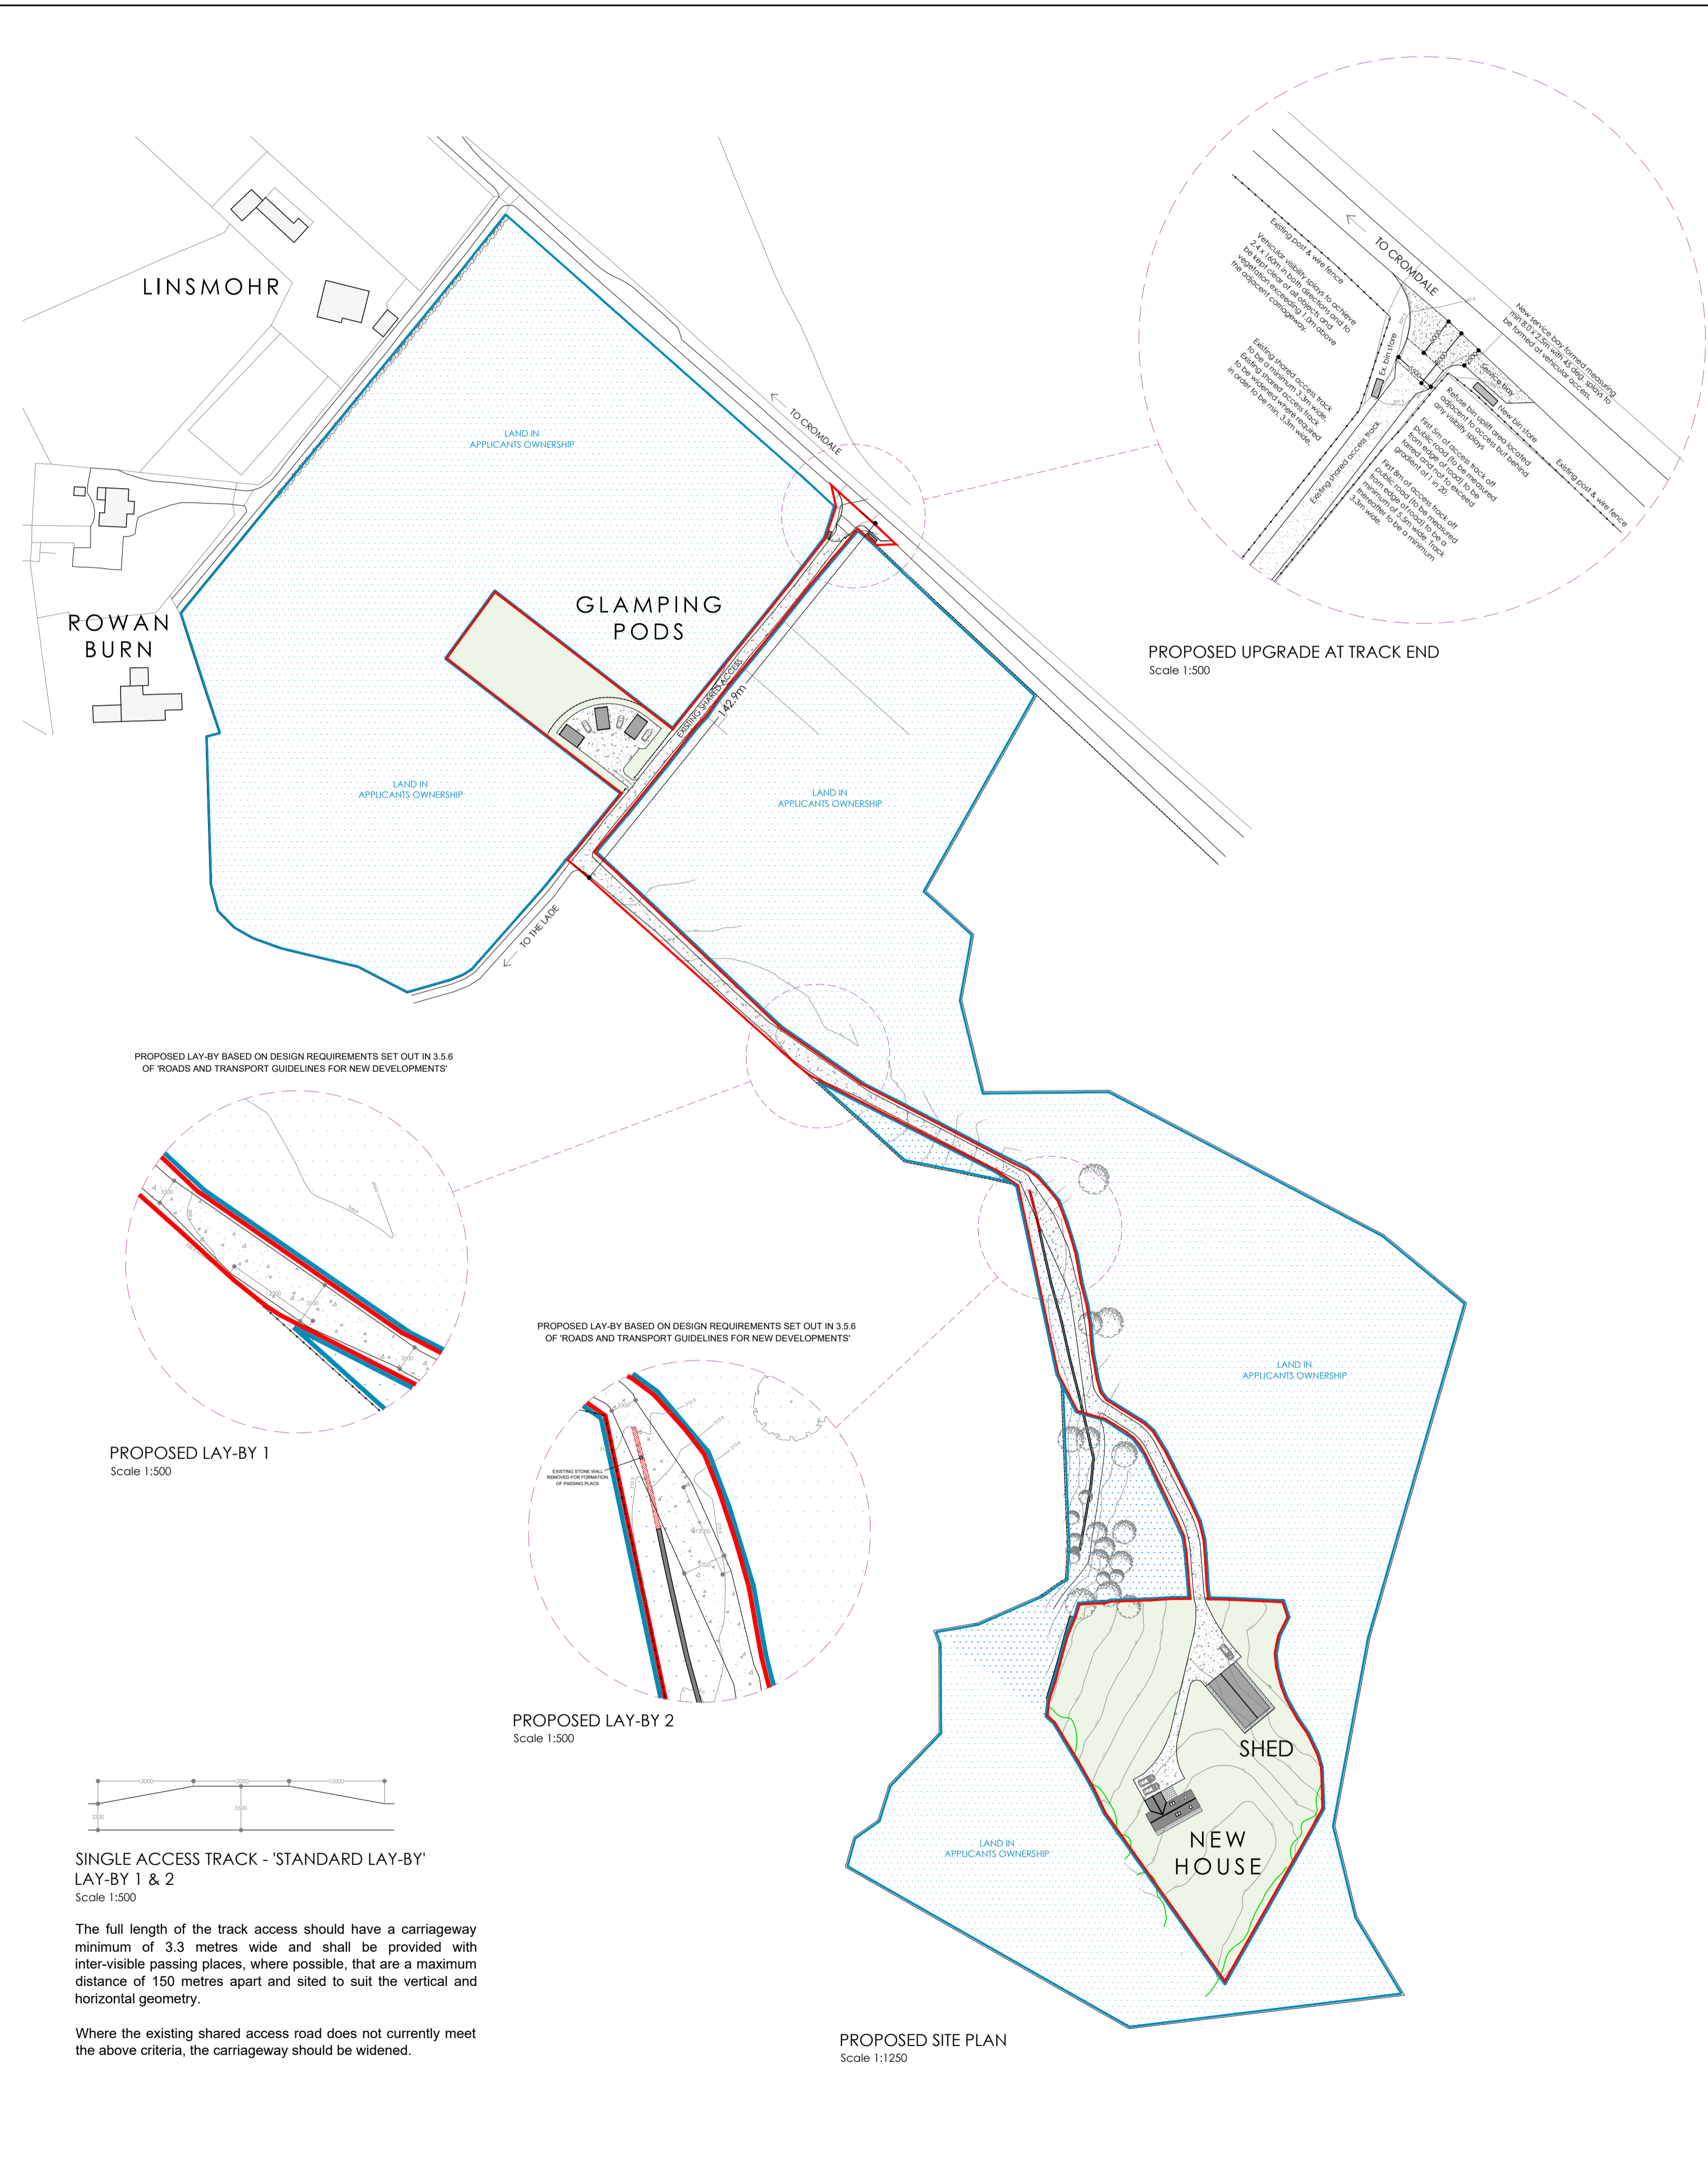 LINSMOHR
ROWAN
BURN
LAND IN
APPLICANTS OWNERSHIP
TO CROMDALE
GLAMPING
PODS
EXISTING SHARED ACCESS
142.9m
LAND IN
APPLICANTS OWNERSHIP
LAND IN
APPLICANTS OWNERSHIP
TO THE LADE
Existing post & wire fence
TO CROMDALE
Vehicular visibility splays to achieve
2.4 x 160m in both directions and to
be kept clear of all objects and
vegetation exceeding 1.0m above
the adjacent carriageway.
Existing shared access track
to be a minimum 3.3m wide.
Existing shared access track
to be widened where required
in order to be min. 3.3m wide.
Ex. bin store
New service bay formed measuring
min 8.0 x 2.5m with 45 deg. splays to
be formed at vehicular access.
Service bay
New bin store
Refuse bin uplift area located
adjacent to access but behind
any visibility splays
Existing post & wire fence
Existing shared access track
First 5m of access track off
public road (to be measured
from edge of road) to be
tarred and not to exceed
gradient of 1 in 20.
First 8m of access track off
public road (to be measured
from edge of road) to be a
minimum of 5.5m wide. Track
thereafter to be a minimum
3.3m wide.
PROPOSED UPGRADE AT TRACK END
Scale 1:500
PROPOSED LAY-BY BASED ON DESIGN REQUIREMENTS SET OUT IN 3.5.6
OF 'ROADS AND TRANSPORT GUIDELINES FOR NEW DEVELOPMENTS'
3300
12000
5500
3300
PROPOSED LAY-BY 1
Scale 1:500
PROPOSED LAY-BY BASED ON DESIGN REQUIREMENTS SET OUT IN 3.5.6
OF 'ROADS AND TRANSPORT GUIDELINES FOR NEW DEVELOPMENTS'
EXISTING STONE WALL
REMOVED FOR FORMATION
OF PASSING PLACE
3300
12000
5500
PROPOSED LAY-BY 2
Scale 1:500
LAND IN
APPLICANTS OWNERSHIP
SHED
NEW
HOUSE
LAND IN
APPLICANTS OWNERSHIP
12000
12000
12000
3300
5500
SINGLE ACCESS TRACK - 'STANDARD LAY-BY'
LAY-BY 1 & 2
Scale 1:500
The full length of the track access should have a carriageway
minimum of 3.3 metres wide and shall be provided with
inter-visible passing places, where possible, that are a maximum
distance of 150 metres apart and sited to suit the vertical and
horizontal geometry.
Where the existing shared access road does not currently meet
the above criteria, the carriageway should be widened.
PROPOSED SITE PLAN
Scale 1:1250